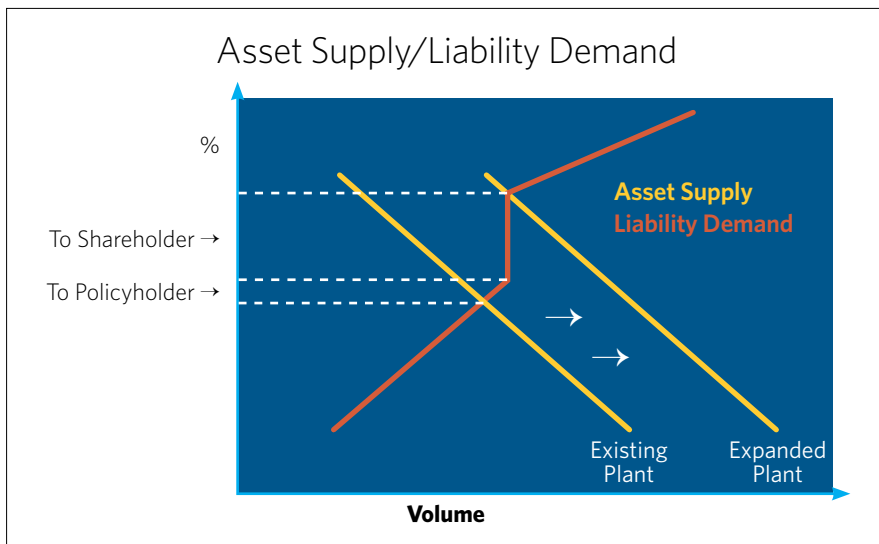 Asset Supply/Liability Demand
%
Asset Supply
Liability Demand
To Shareholder →
To Policyholder →
Existing
Plant
Expanded
Plant
Volume